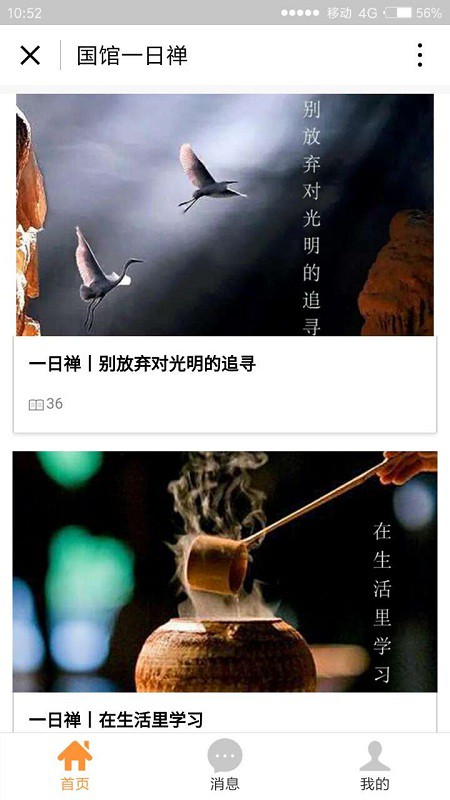 10:52
移动 4G 56%
国馆一日禅
别放弃对光明的追寻
一日禅丨别放弃对光明的追寻
36
在生活里学习
一日禅丨在生活里学习
首页
消息
我的